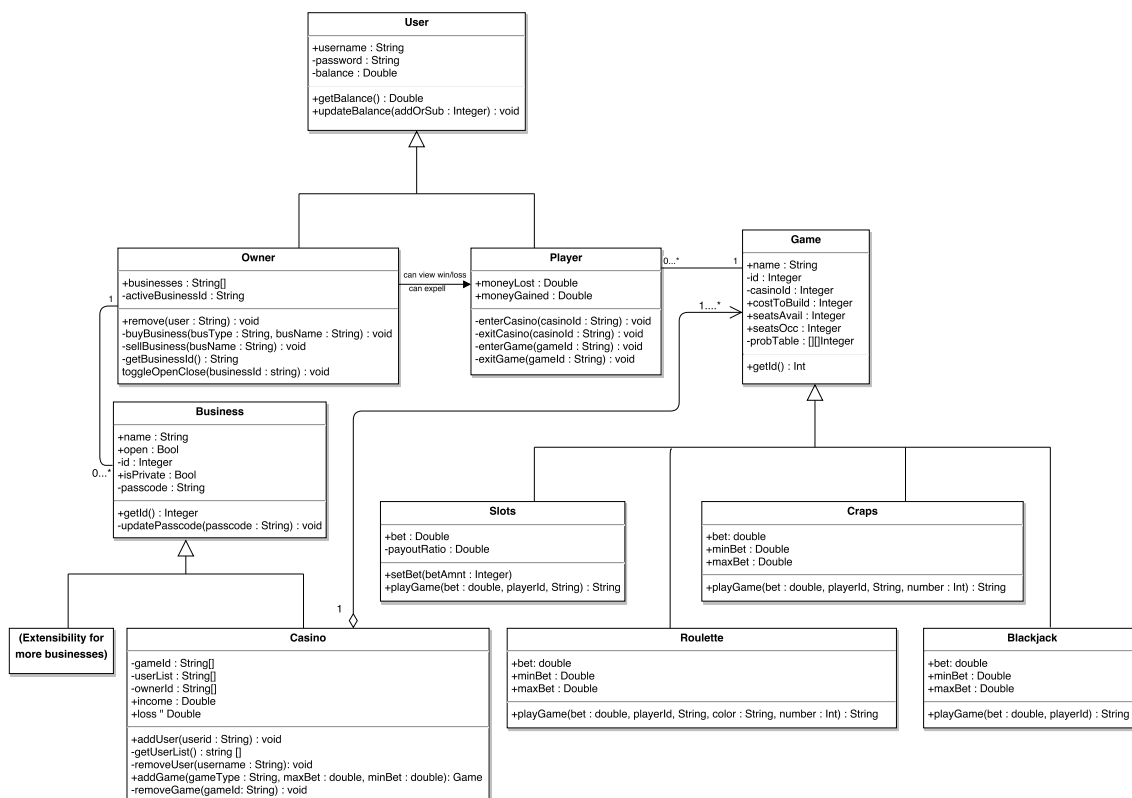 User
+username : String
-password : String
-balance : Double
+getBalance() : Double
+updateBalance(addOrSub : Integer) : void
Owner
+businesses : String[]
-activeBusinessId : String
+remove(user : String) : void
-buyBusiness(busType : String, busName : String) : void
-sellBusiness(busName : String) : void
-getBusinessId() : String
toggleOpenClose(businessId : string) : void
can view win/loss
can expell
Player
+moneyLost : Double
+moneyGained : Double
-enterCasino(casinoId : String) : void
-exitCasino(casinoId : String) : void
-enterGame(gameId : String) : void
-exitGame(gameId : String) : void
0...*
1
Game
+name : String
-id : Integer
-casinoId : Integer
+costToBuild : Integer
+seatsAvail : Integer
+seatsOcc : Integer
-probTable : [][]Integer
+getId() : Int
1....*
1
0...*
Business
+name : String
+open : Bool
-id : Integer
+isPrivate : Bool
-passcode : String
+getId() : Integer
-updatePasscode(passcode : String) : void
Slots
+bet : Double
-payoutRatio : Double
+setBet(betAmnt : Integer)
+playGame(bet : double, playerId, String) : String
Craps
+bet: double
+minBet : Double
+maxBet : Double
+playGame(bet : double, playerId, String, number : Int) : String
(Extensibility for
more businesses)
1
Casino
-gameId : String[]
-userList : String[]
-ownerId : String[]
+income : Double
+loss " Double
+addUser(userid : String) : void
-getUserList() : string []
-removeUser(username : String): void
+addGame(gameType : String, maxBet : double, minBet : double): Game
-removeGame(gameId: String) : void
Roulette
+bet: double
+minBet : Double
+maxBet : Double
+playGame(bet : double, playerId, String, color : String, number : Int) : String
Blackjack
+bet: double
+minBet : Double
+maxBet : Double
+playGame(bet : double, playerId) : String